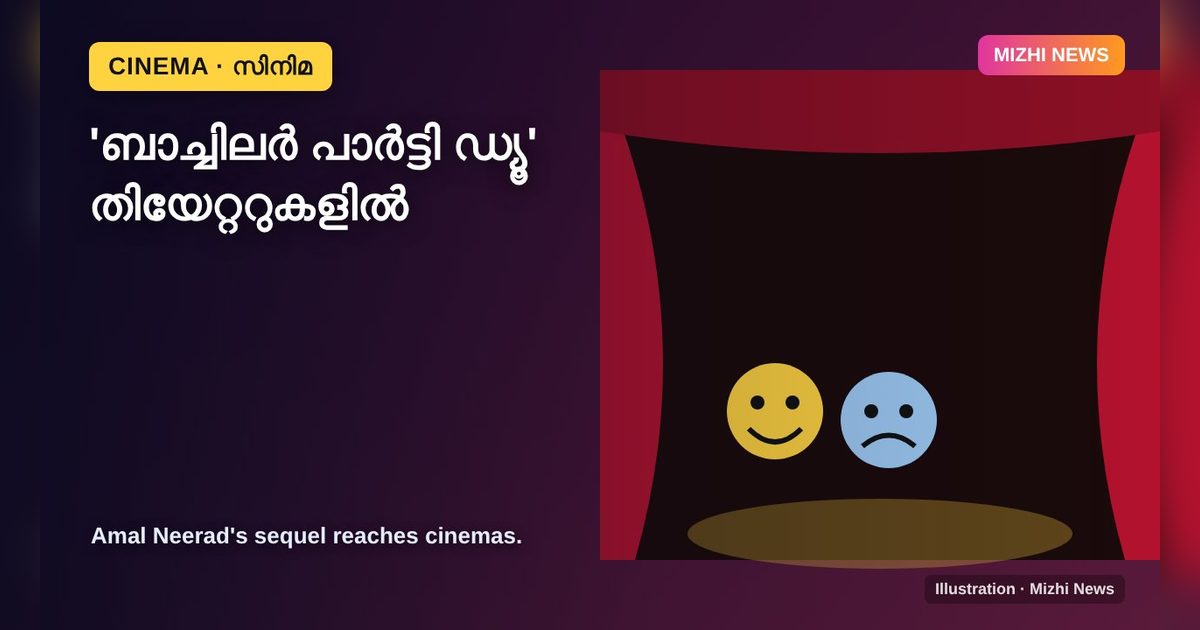 CINEMA · സിനിമ
MIZHI NEWS
'ബാച്ചിലർ പാർട്ടി ഡ്യൂ'
തിയേറ്ററുകളിൽ
Amal Neerad's sequel reaches cinemas.
Illustration · Mizhi News